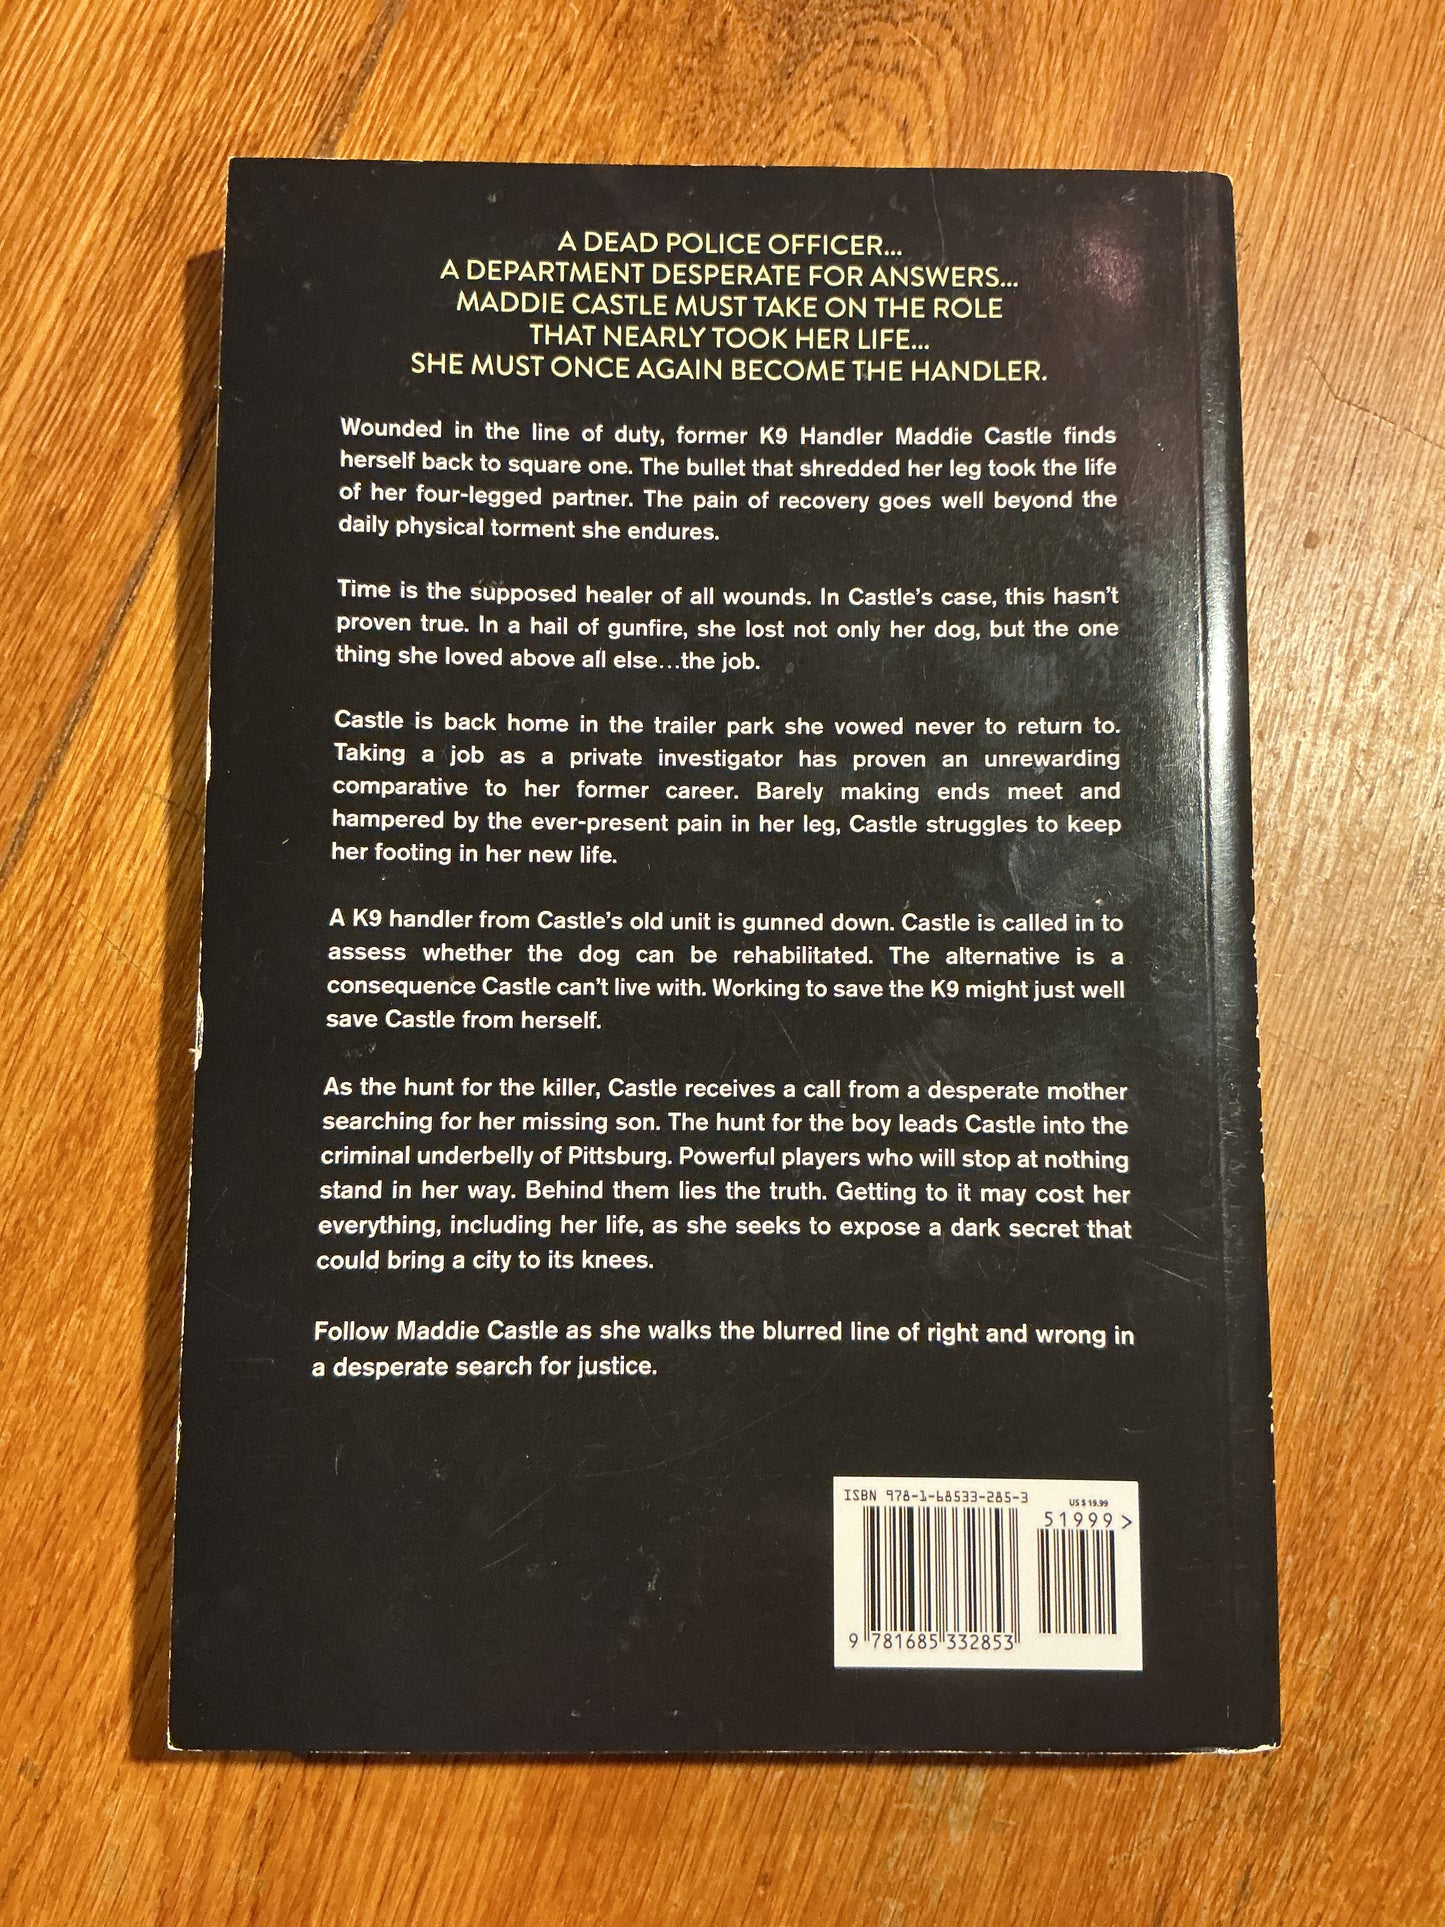 A DEAD POLICE OFFICER...
A DEPARTMENT DESPERATE FOR ANSWERS...
MADDIE CASTLE MUST TAKE ON THE ROLE
THAT NEARLY TOOK HER LIFE...
SHE MUST ONCE AGAIN BECOME THE HANDLER.
Wounded in the line of duty, former K9 Handler Maddie Castle finds
herself back to square one. The bullet that shredded her leg took the life
of her four-legged partner. The pain of recovery goes well beyond the
daily physical torment she endures.
Time is the supposed healer of all wounds. In Castle's case, this hasn't
proven true. In a hail of gunfire, she lost not only her dog, but the one
thing she loved above all else...the job.
Castle is back home in the trailer park she vowed never to return to.
Taking a job as a private investigator has proven an unrewarding
comparative to her former career. Barely making ends meet and
hampered by the ever-present pain in her leg, Castle struggles to keep
her footing in her new life.
A K9 handler from Castle's old unit is gunned down. Castle is called in to
assess whether the dog can be rehabilitated. The alternative is a
consequence Castle can't live with. Working to save the K9 might just well
save Castle from herself.
As the hunt for the killer, Castle receives a call from a desperate mother
searching for her missing son. The hunt for the boy leads Castle into the
criminal underbelly of Pittsburg. Powerful players who will stop at nothing
stand in her way. Behind them lies the truth. Getting to it may cost her
everything, including her life, as she seeks to expose a dark secret that
could bring a city to its knees.
Follow Maddie Castle as she walks the blurred line of right and wrong in
a desperate search for justice.
ISBN 978-1-68533-285-3
US $ 19.99
51999>
9 781685 332853